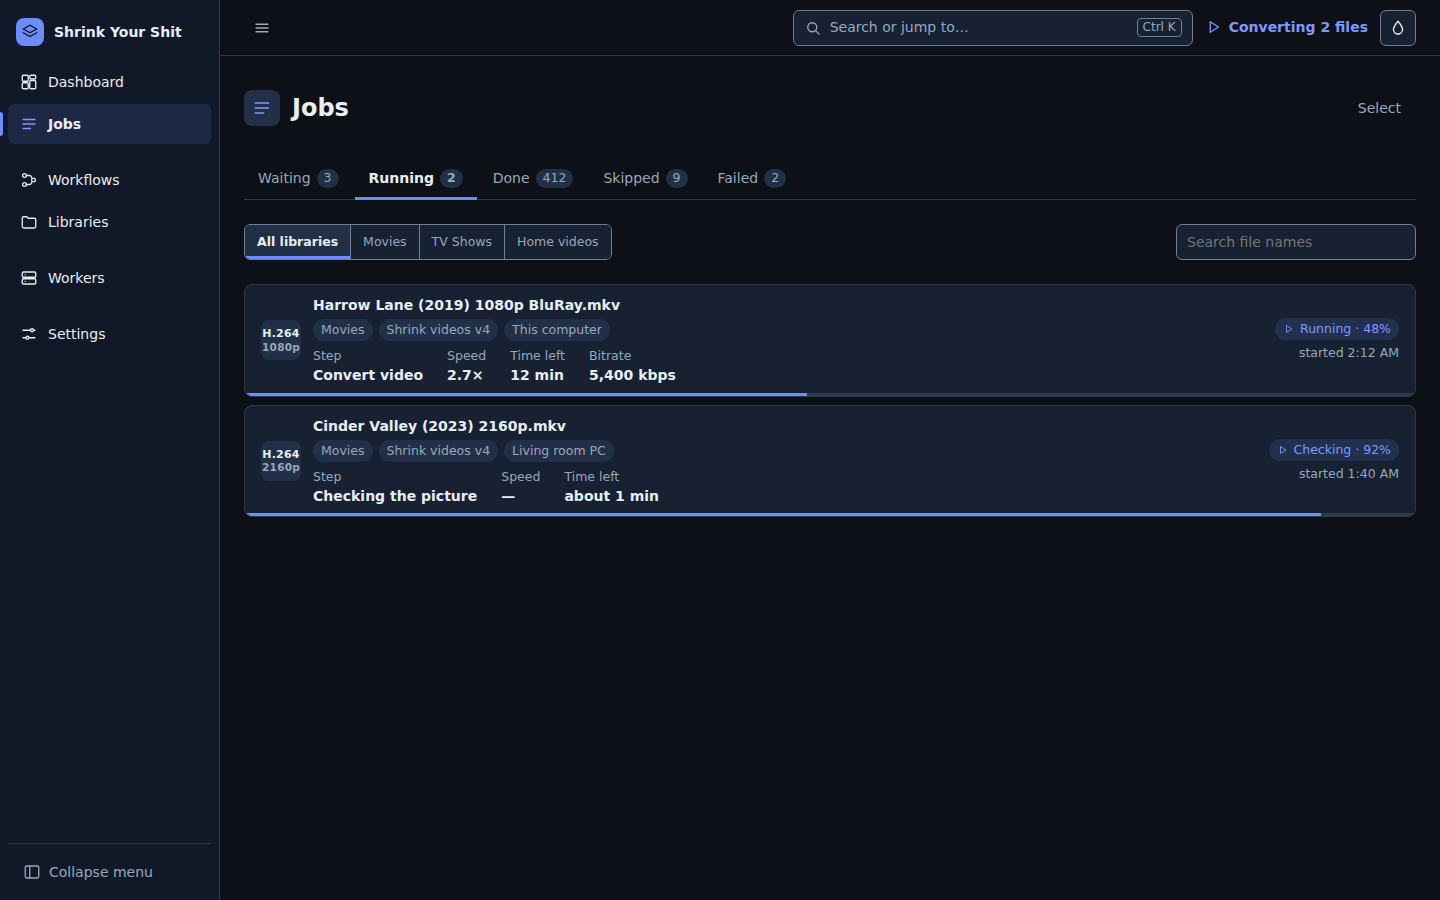 Shrink Your Shit
Search or jump to...
Ctrl K
Converting 2 files
Dashboard
Jobs
Workflows
Libraries
Workers
Settings
Collapse menu
Jobs
Select
Waiting 3
Running 2
Done 412
Skipped 9
Failed 2
All libraries
Movies
TV Shows
Home videos
Search file names
H.264
1080p
Harrow Lane (2019) 1080p BluRay.mkv
Movies
Shrink videos v4
This computer
Step Speed Time left Bitrate
Convert video 2.7× 12 min 5,400 kbps
Running · 48%
started 2:12 AM
H.264
2160p
Cinder Valley (2023) 2160p.mkv
Movies
Shrink videos v4
Living room PC
Step Speed Time left
Checking the picture — about 1 min
Checking · 92%
started 1:40 AM